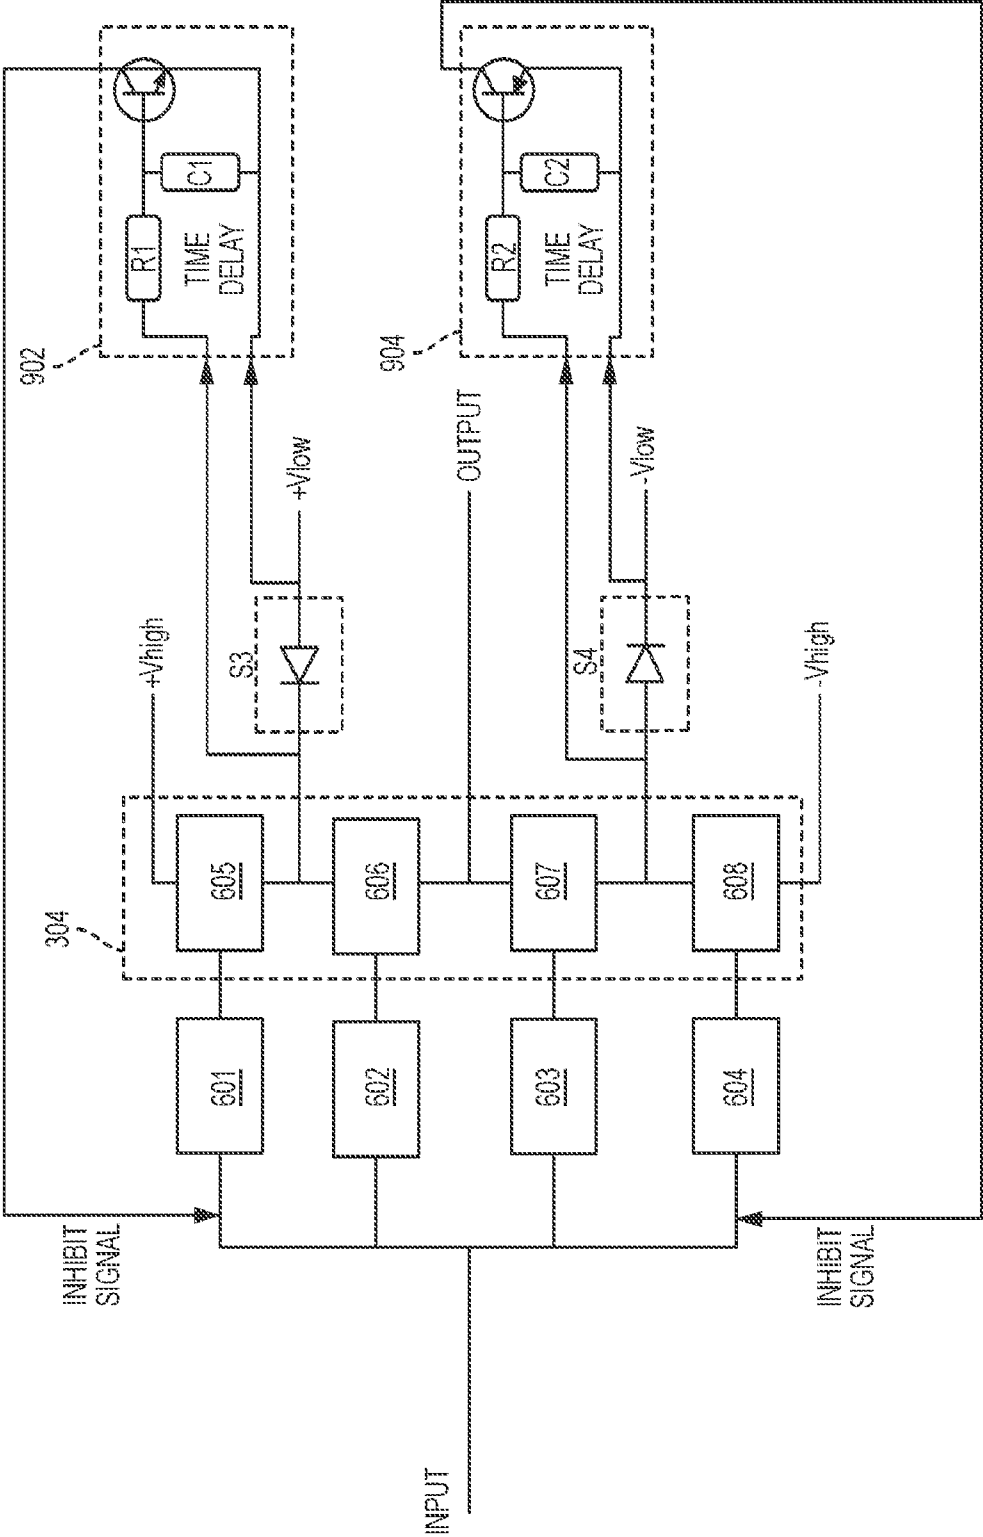 902
R1
C1
TIME
DELAY
904
R2
C2
TIME
DELAY
+Vhigh
S3
+Vlow
OUTPUT
S4
-Vlow
-Vhigh
304
605
606
607
608
601
602
603
604
INHIBIT
SIGNAL
INHIBIT
SIGNAL
INPUT